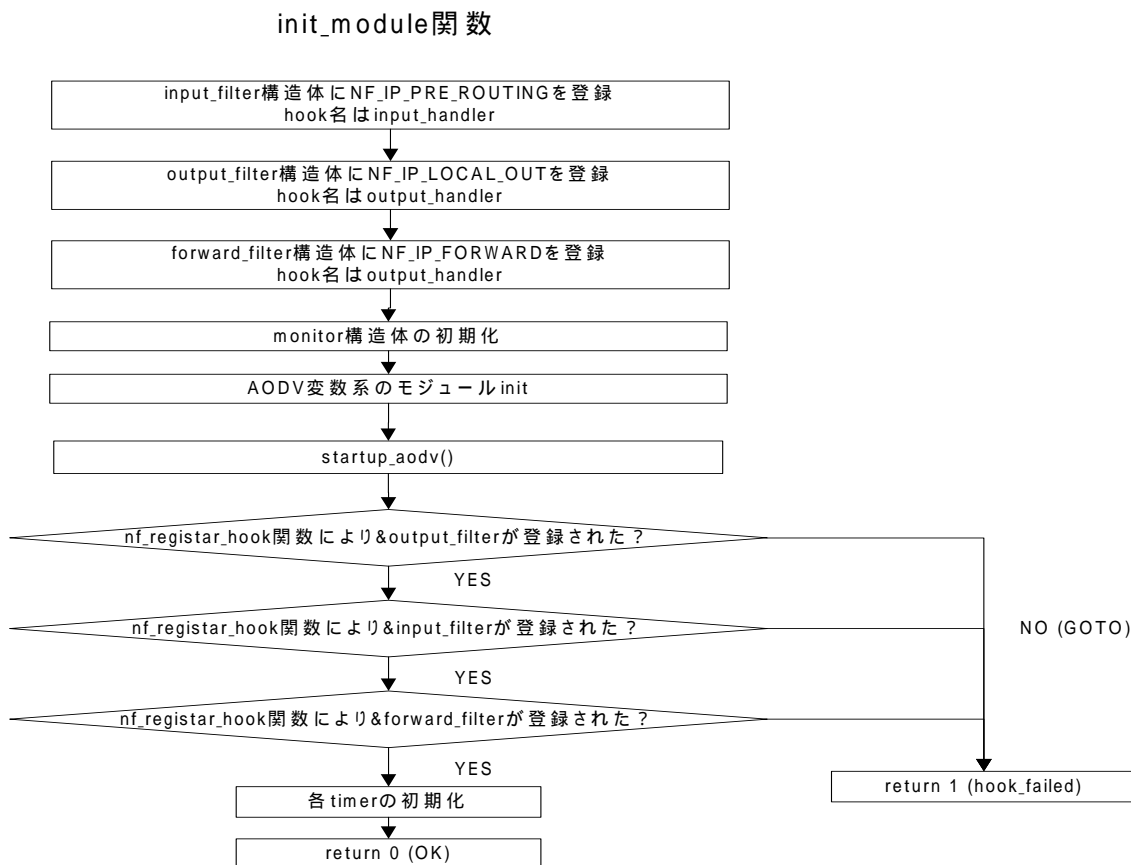 init_module関数
input_filter構造体にNF_IP_PRE_ROUTINGを登録
hook名はinput_handler
output_filter構造体にNF_IP_LOCAL_OUTを登録
hook名はoutput_handler
forward_filter構造体にNF_IP_FORWARDを登録
hook名はoutput_handler
monitor構造体の初期化
AODV変数系のモジュールinit
startup_aodv()
nf_registar_hook関数により&output_filterが登録された？
YES
nf_registar_hook関数により&input_filterが登録された？
NO (GOTO)
YES
nf_registar_hook関数により&forward_filterが登録された？
YES
return 1 (hook_failed)
各timerの初期化
return 0 (OK)